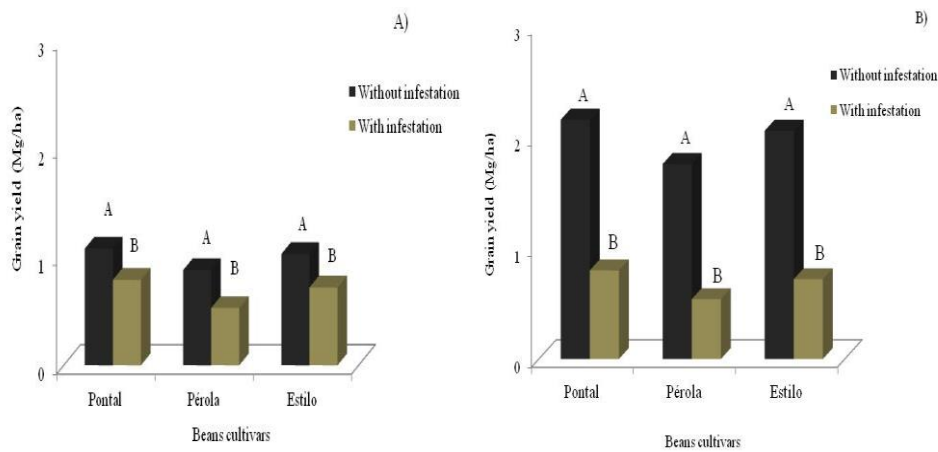 A)
3
2
1
0
Grain yield (Mg/ha)
Without infestation
With infestation
A
B
A
B
A
B
Pontal
Pérola
Estilo
Beans cultivars
B)
3
2
1
0
Grain yield (Mg/ha)
Without infestation
With infestation
A
B
A
B
A
B
Pontal
Pérola
Estilo
Beans cultivars